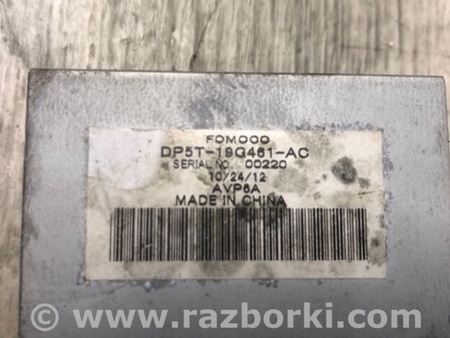 FOMOCO
DP5T-19G461-AC
SERIAL NO. 00220
10/24/12
AVP6A
MADE IN CHINA
www.razborki.com